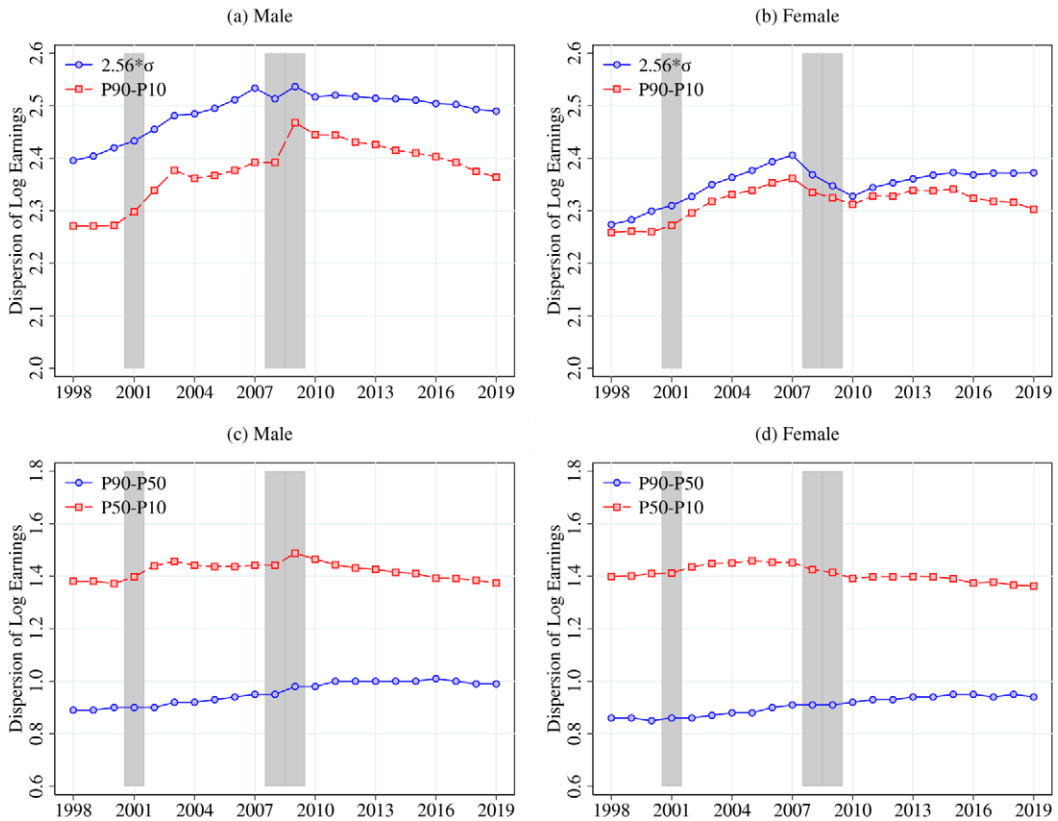 (a) Male
Dispersion of Log Earnings
2.0 2.1 2.2 2.3 2.4 2.5 2.6
2.56*σ
P90-P10
1998 2001 2004 2007 2010 2013 2016 2019
(b) Female
Dispersion of Log Earnings
2.0 2.1 2.2 2.3 2.4 2.5 2.6
2.56*σ
P90-P10
1998 2001 2004 2007 2010 2013 2016 2019
(c) Male
Dispersion of Log Earnings
0.6 0.8 1.0 1.2 1.4 1.6 1.8
P90-P50
P50-P10
1998 2001 2004 2007 2010 2013 2016 2019
(d) Female
Dispersion of Log Earnings
0.6 0.8 1.0 1.2 1.4 1.6 1.8
P90-P50
P50-P10
1998 2001 2004 2007 2010 2013 2016 2019